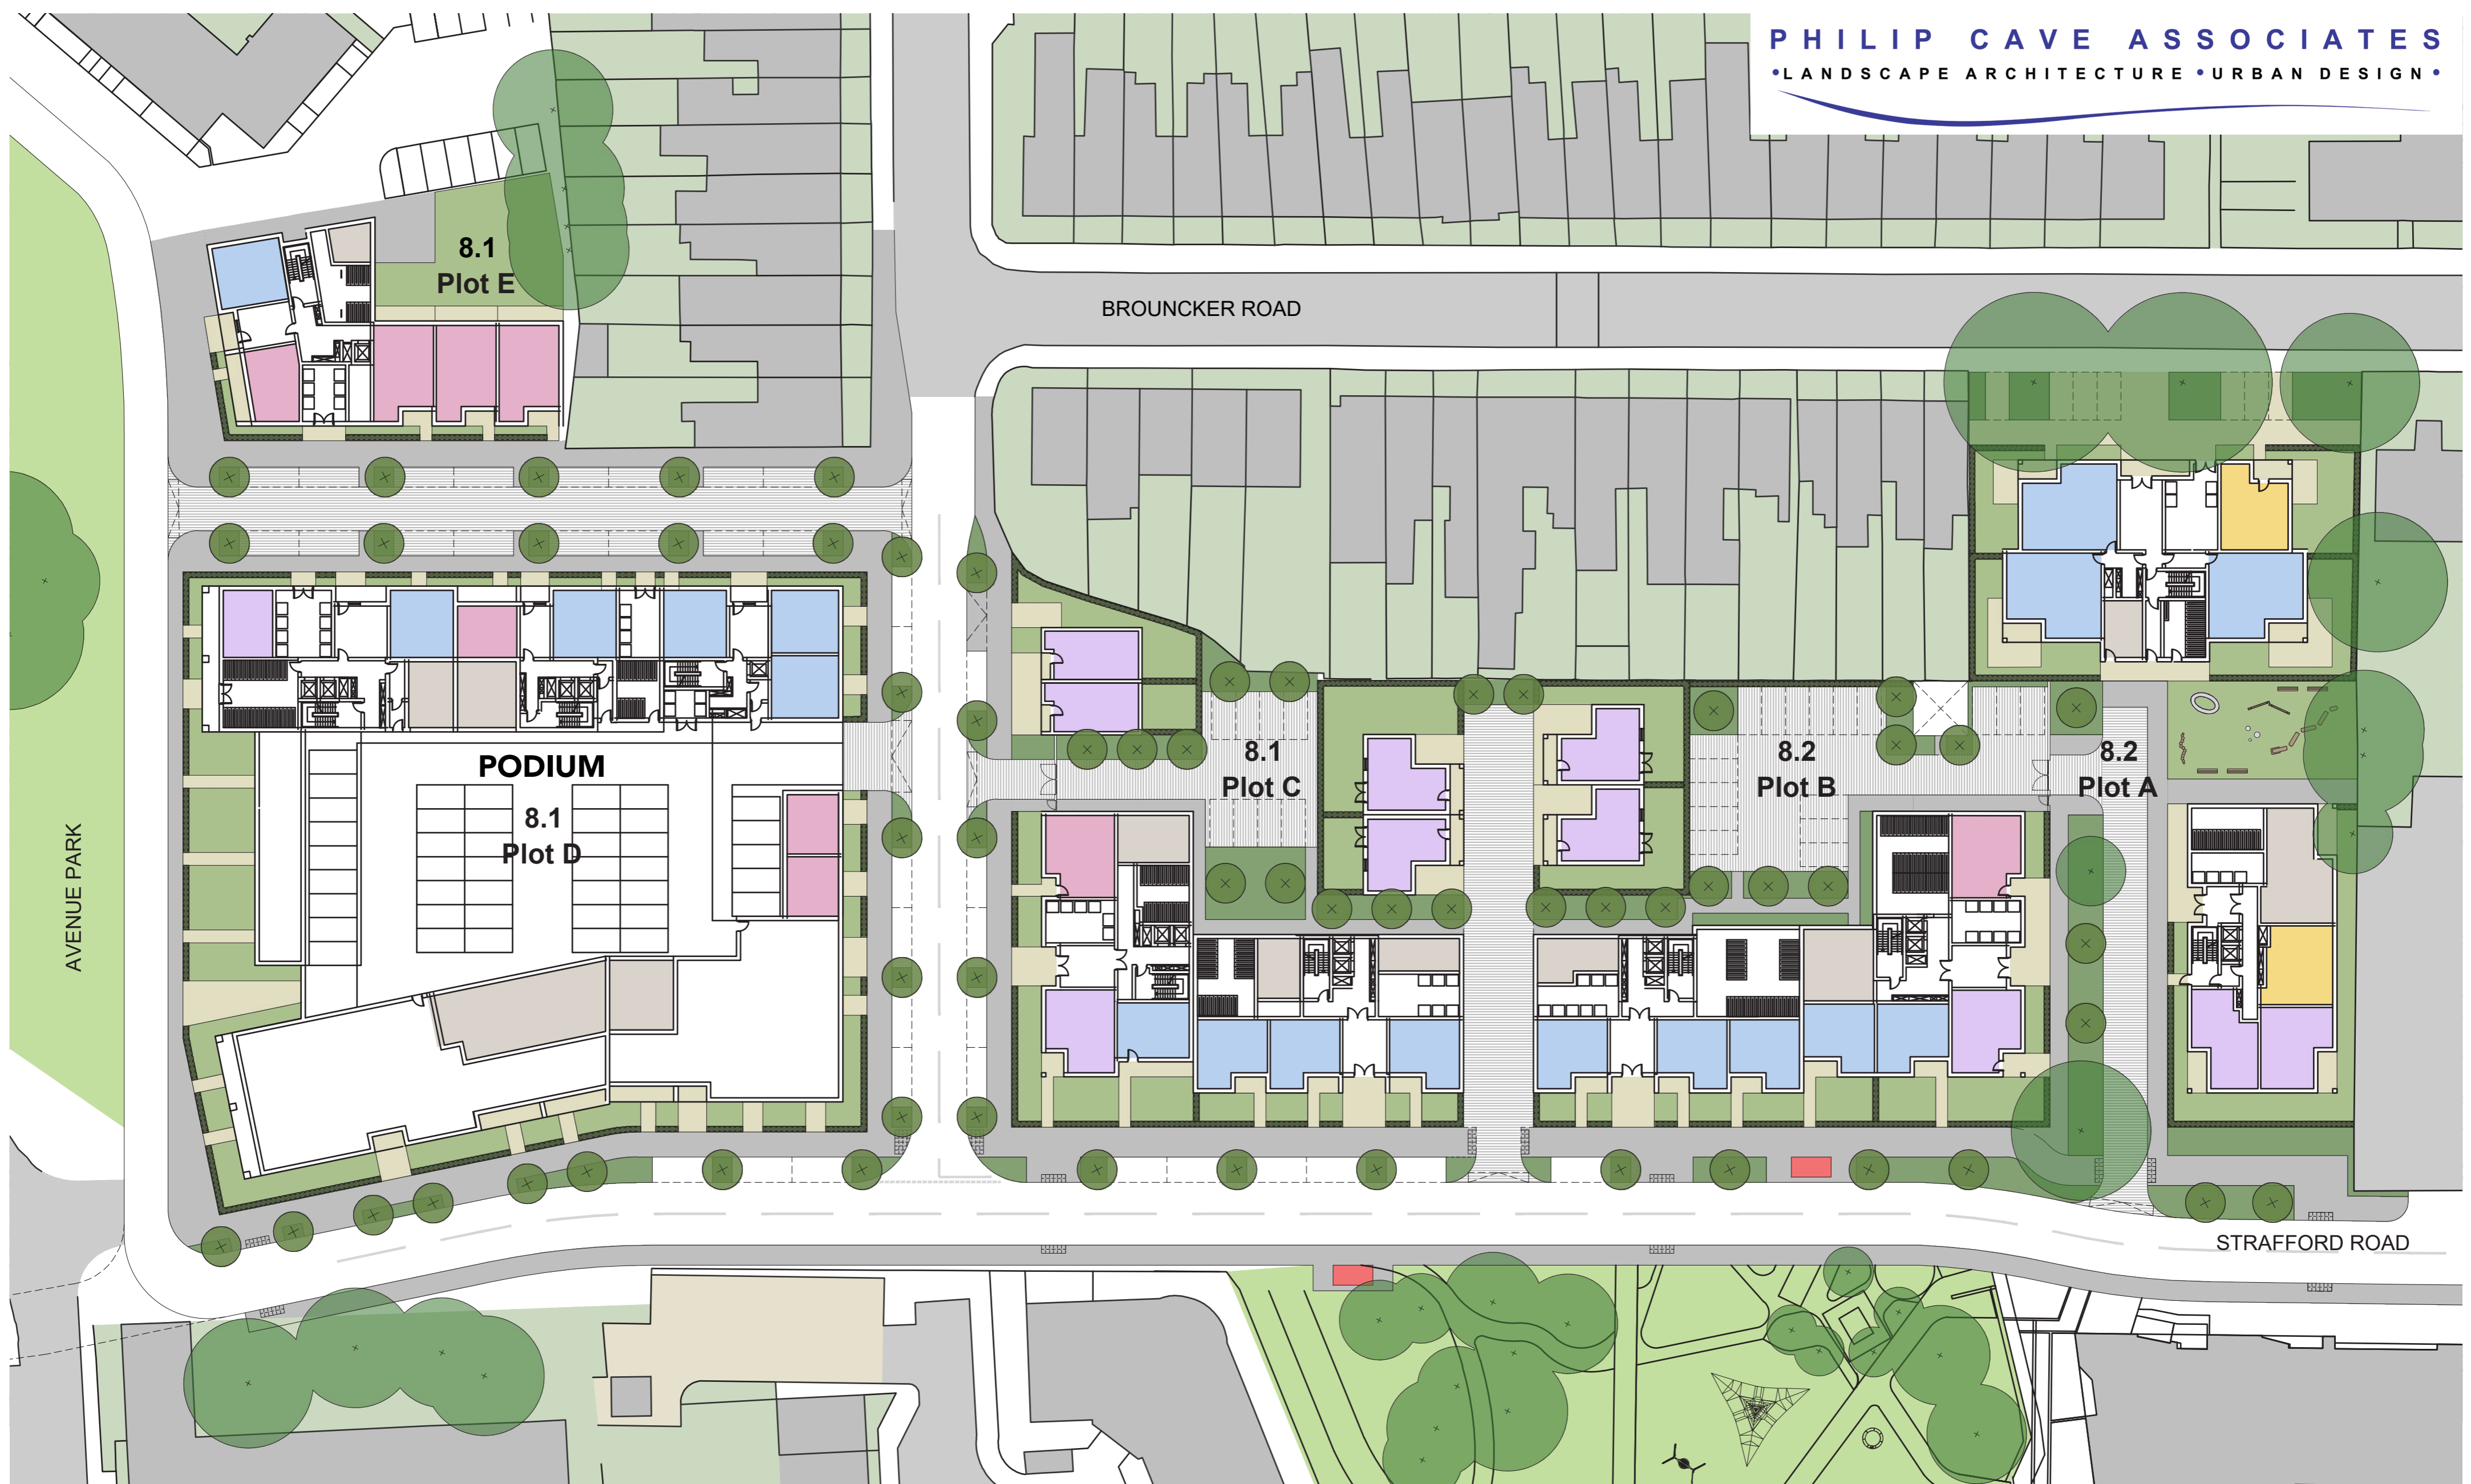 PHILIP CAVE ASSOCIATES
•LANDSCAPE ARCHITECTURE •URBAN DESIGN•
8.1
Plot E
BROUNCKER ROAD
PODIUM
8.1
Plot D
8.1
Plot C
8.2
Plot B
8.2
Plot A
AVENUE PARK
STRAFFORD ROAD